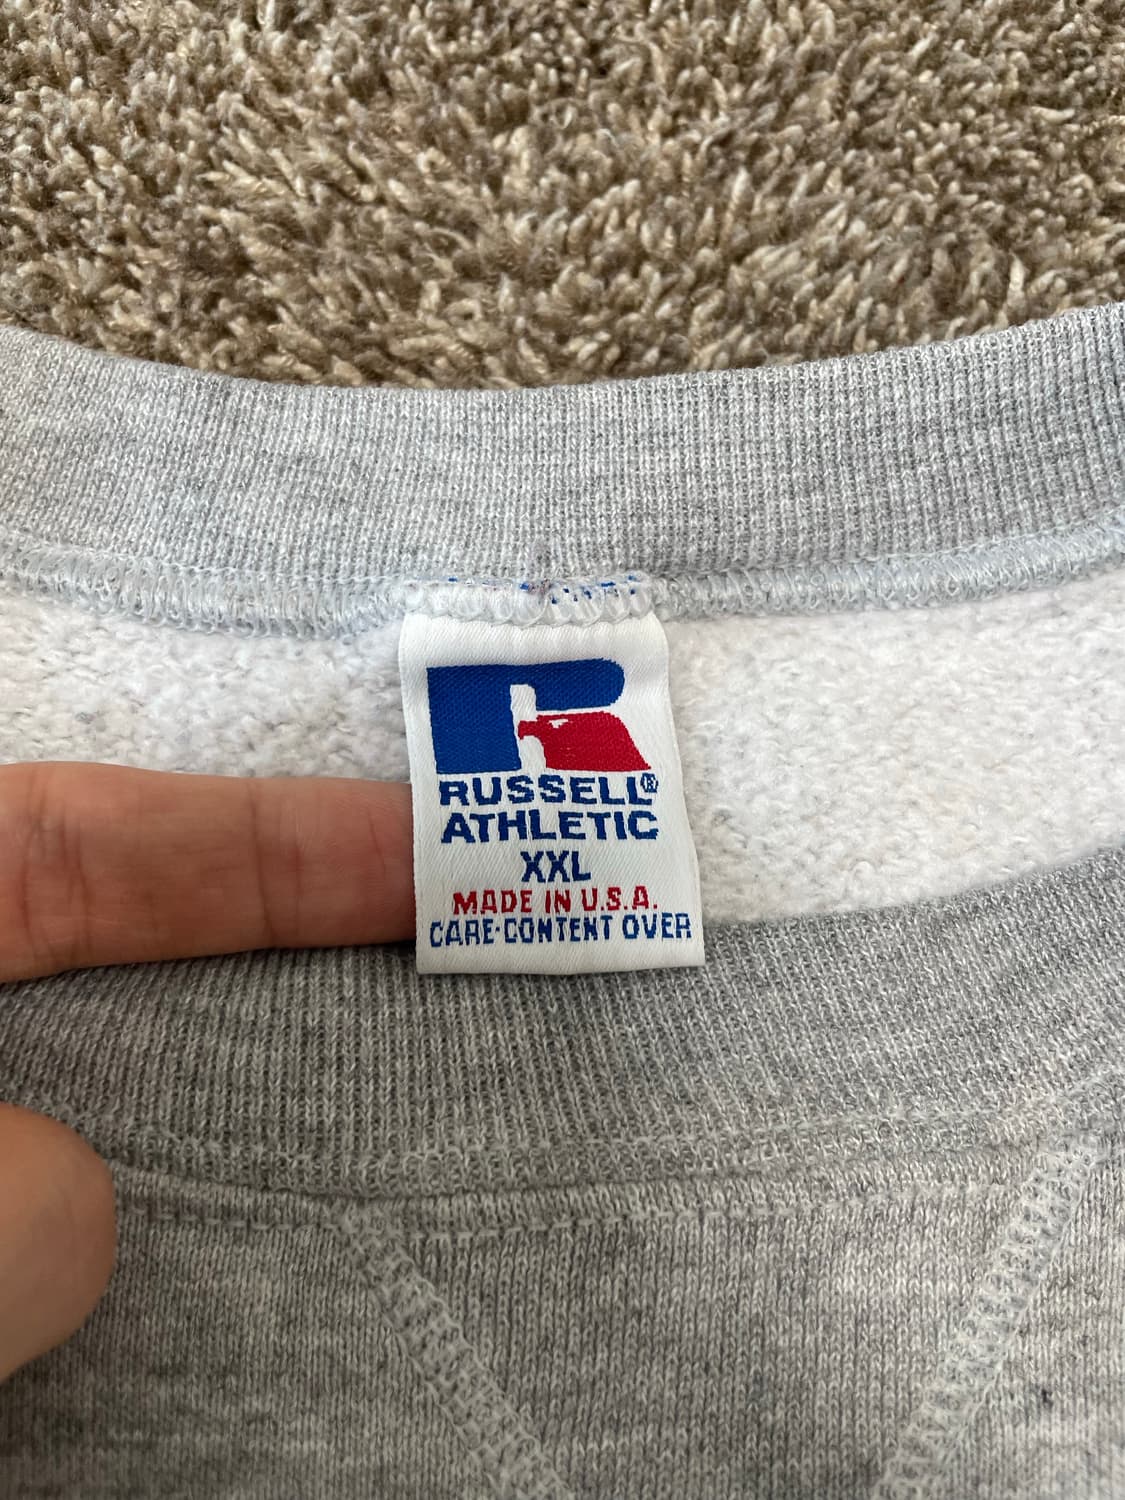 RUSSELL®
ATHLETIC
XXL
MADE IN U.S.A.
CARE-CONTENT OVER